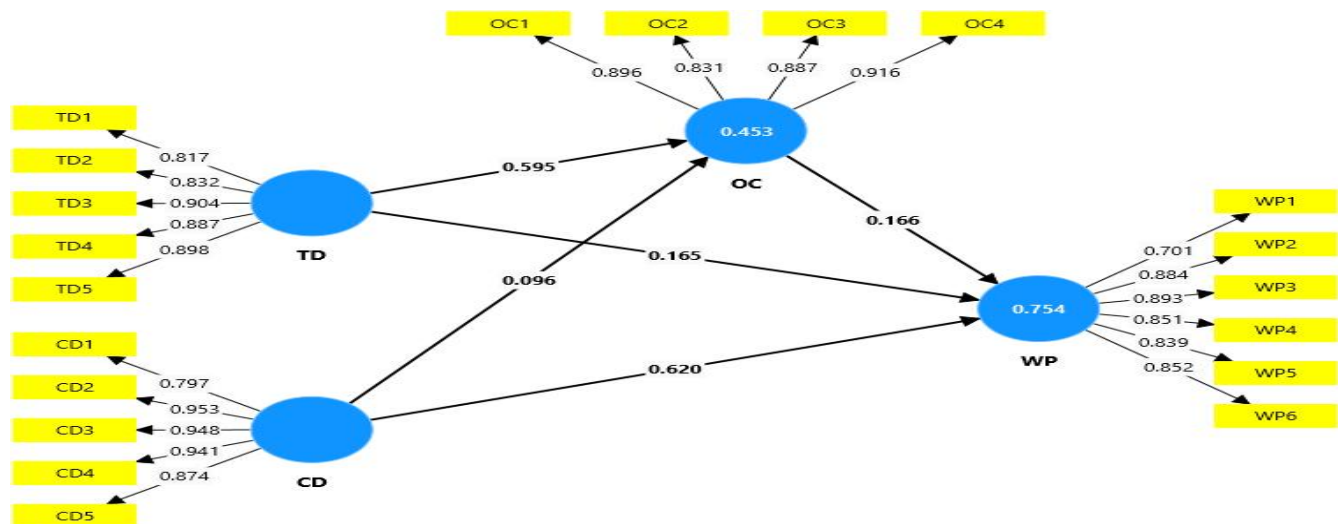 OC1 OC2 OC3 OC4
0.896 0.831 0.887 0.916
0.453
OC
TD1
TD2
TD3
TD4
TD5
0.817
0.832
0.904
0.887
0.898
TD
0.595
0.165
0.096
0.166
0.620
CD1
CD2
CD3
CD4
CD5
0.797
0.953
0.948
0.941
0.874
CD
0.754
WP
0.701
0.884
0.893
0.851
0.839
0.852
WP1
WP2
WP3
WP4
WP5
WP6